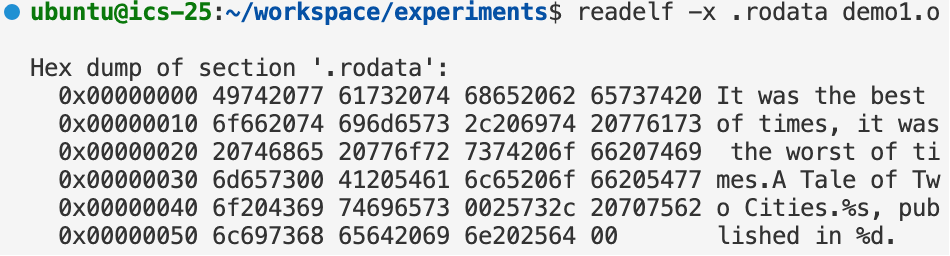 ubuntu@ics-25:~/workspace/experiments$ readelf -x .rodata demo1.o
Hex dump of section '.rodata':
0x00000000 49742077 61732074 68652062 65737420 It was the best
0x00000010 6f662074 696d6573 2c206974 20776173 of times, it was
0x00000020 20746865 20776f72 7374206f 66207469  the worst of ti
0x00000030 6d657300 41205461 6c65206f 66205477 mes.A Tale of Tw
0x00000040 6f204369 74696573 0025732c 20707562 o Cities.%s, pub
0x00000050 6c697368 65642069 6e202564 00 lished in %d.